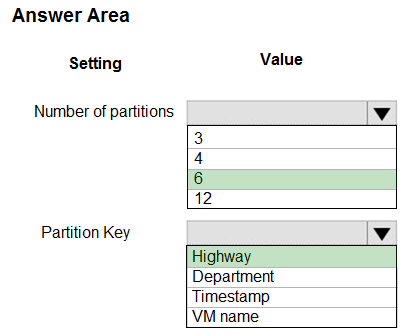 Answer Area
Setting Value
Number of partitions
3
4
6
12
Partition Key
Highway
Department
Timestamp
VM name